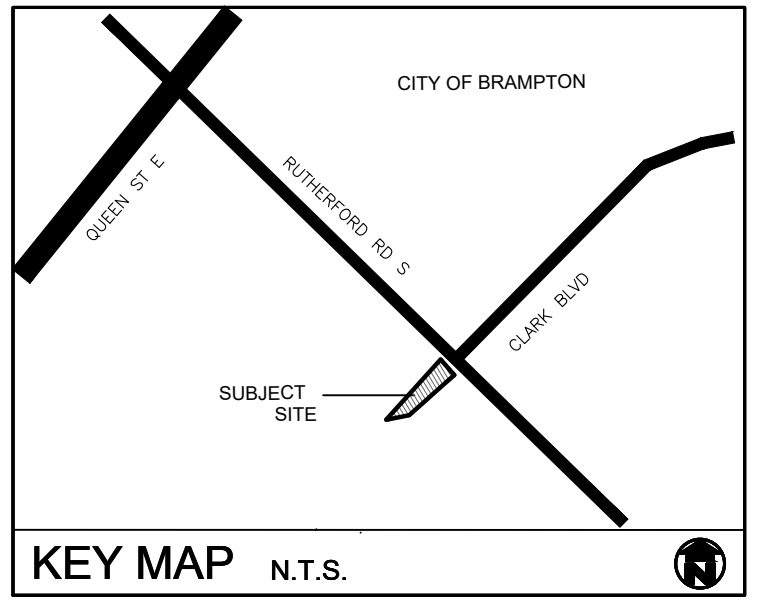 CITY OF BRAMPTON
QUEEN ST E
RUTHERFORD RD S
CLARK BLVD
SUBJECT
SITE
KEY MAP N.T.S.
N